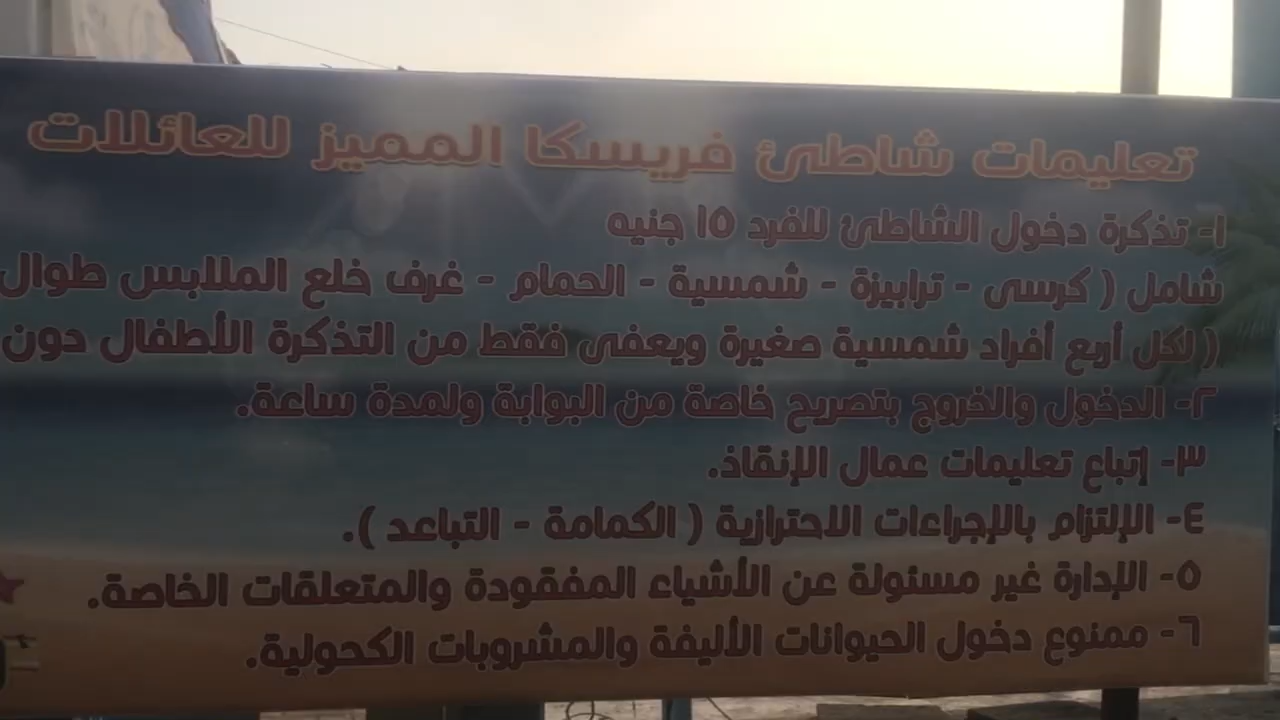 تعليمات شاطئ فريسكا المميز للعائلات
١- تذكرة دخول الشاطئ للفرد ١٥ جنيه
شامل ( كرسى - ترابيزة - شمسية - الحمام - غرف خلع الملابس طوال
( لكل أربع أفراد شمسية صغيرة ويعفى فقط من التذكرة الأطفال دون
٢- الدخول والخروج بتصريح خاصة من البوابة ولمدة ساعة.
٣- إتباع تعليمات عمال الإنقاذ.
٤- الإلتزام بالإجراءات الاحترازية ( الكمامة - التباعد ).
٥- الإدارة غير مسئولة عن الأشياء المفقودة والمتعلقات الخاصة.
٦- ممنوع دخول الحيوانات الأليفة والمشروبات الكحولية.